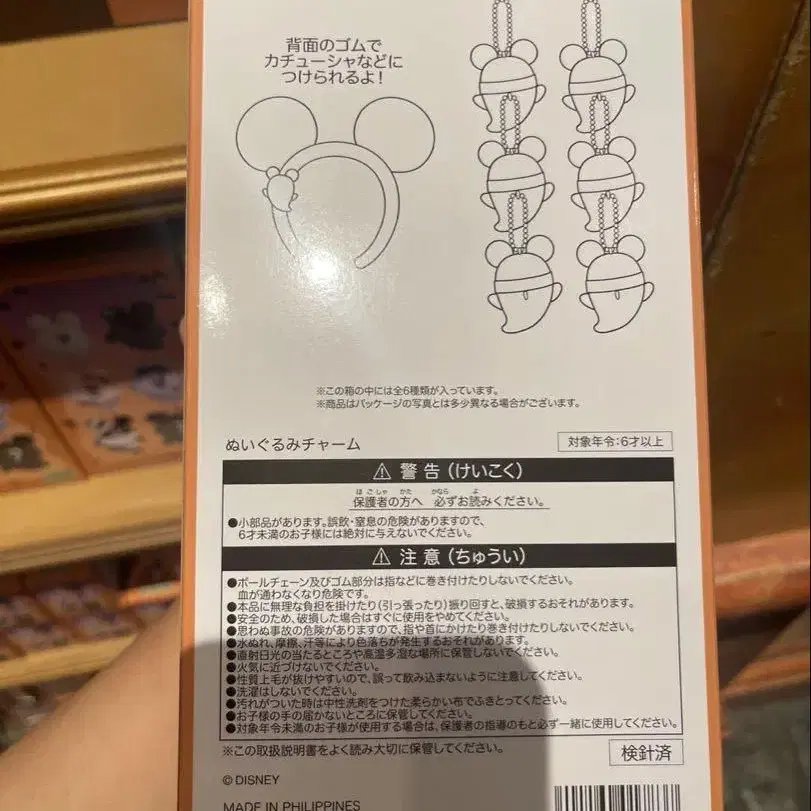 背面のゴムで
カチューシャなどに
つけられるよ!
※この箱の中には全6種類が入っています。
※商品はパッケージの写真とは多少異なる場合がございます。
ぬいぐるみチャーム
対象年令:6才以上
⚠ 警告(けいこく)
保護者の方へ 必ずお読みください。
●小部品があります。誤飲・窒息の危険がありますので、
6才未満のお子様には絶対に与えないでください。
⚠ 注意(ちゅうい)
●ボールチェーン及びゴム部分は指などに巻き付けたりしないでください。
血が通わなくなり危険です。
●本品に無理な負担を掛けたり(引っ張ったり)振り回すと、破損するおそれがあります。
●安全のため、破損した場合はすぐに使用をやめてください。
●思わぬ事故の危険がありますので、指や首にかけたり巻き付けたりしないでください。
●水ぬれ、摩擦、汗等により色落ちが発生するおそれがあります。
●直射日光の当たるところや高温多湿な場所に保管しないでください。
●火気に近づけないでください。
●性質上毛が抜けやすいので、誤って飲み込まないように注意してください。
●洗濯はしないでください。
●汚れがついた時は中性洗剤をつけた柔らかい布でふきとってください。
●お子様の手の届かないところに保管してください。
●対象年令未満のお子様が使用する場合は、保護者の指導のもと必ず一緒に使用してください。
※この取扱説明書をよく読み大切に保管してください。
検針済
© DISNEY
MADE IN PHILIPPINES